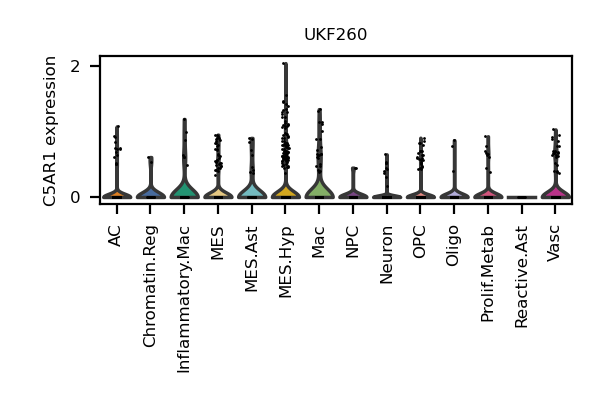 UKF260
C5AR1 expression
2
0
AC
Chromatin.Reg
Inflammatory.Mac
MES
MES.Ast
MES.Hyp
Mac
NPC
Neuron
OPC
Oligo
Prolif.Metab
Reactive.Ast
Vasc